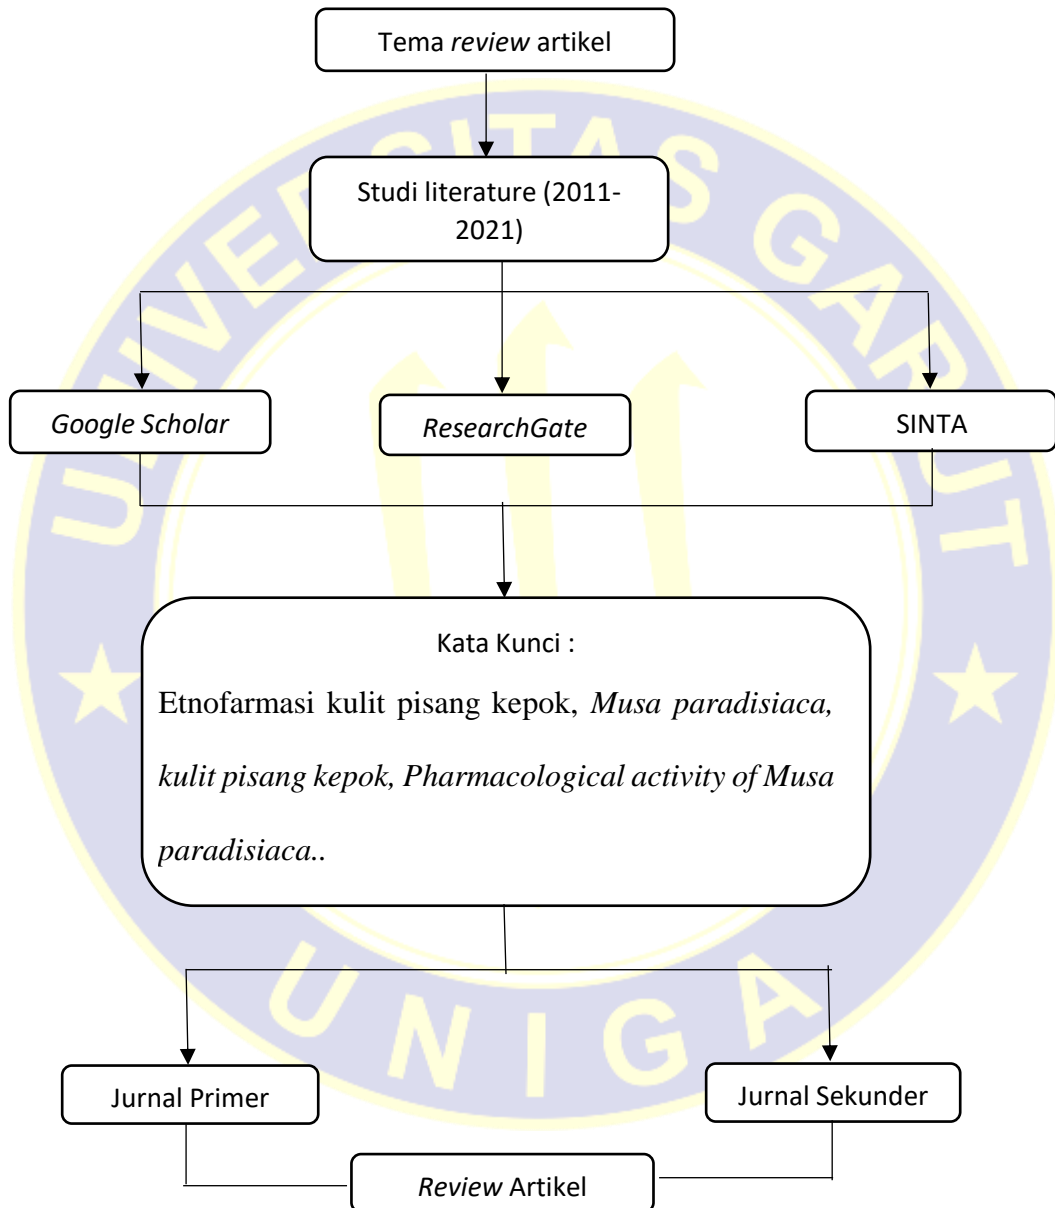 Tema review artikel
UNIVERSITAS GARUT
Studi literature (2011-
2021)
Google Scholar
ResearchGate
SINTA
Kata Kunci :
Etnofarmasi kulit pisang kepok, Musa paradisiaca,
kulit pisang kepok, Pharmacological activity of Musa
paradisiaca..
UNIGA
Jurnal Primer
Jurnal Sekunder
Review Artikel